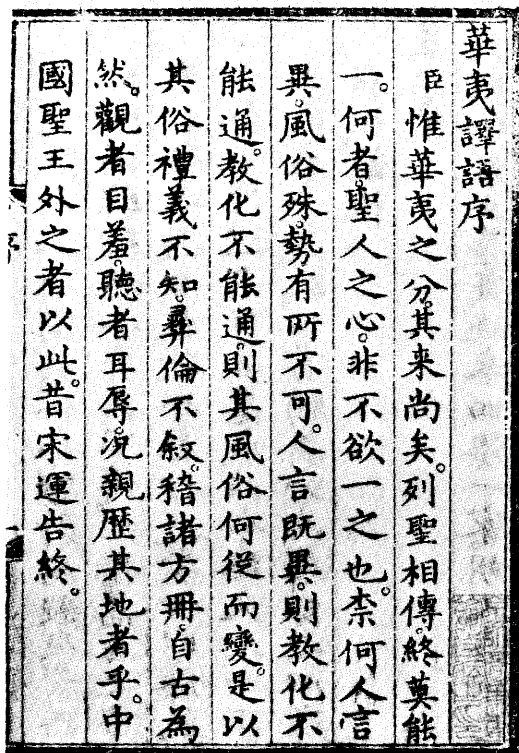 華夷譯語序
臣惟華夷之分。其来尚矣。列聖相傳。終莫能
一。何者。聖人之心。非不欲一之也。柰何人言
異。風俗殊。勢有所不可。人言既異。則教化不
能通。教化不能通。則其風俗何從而變。是以
其俗禮義不知。彝倫不敘。稽諸方冊。自古為
然。觀者目羞。聽者耳辱。况親歷其地者乎。中
國聖王外之者以此。昔宋運告終。
序